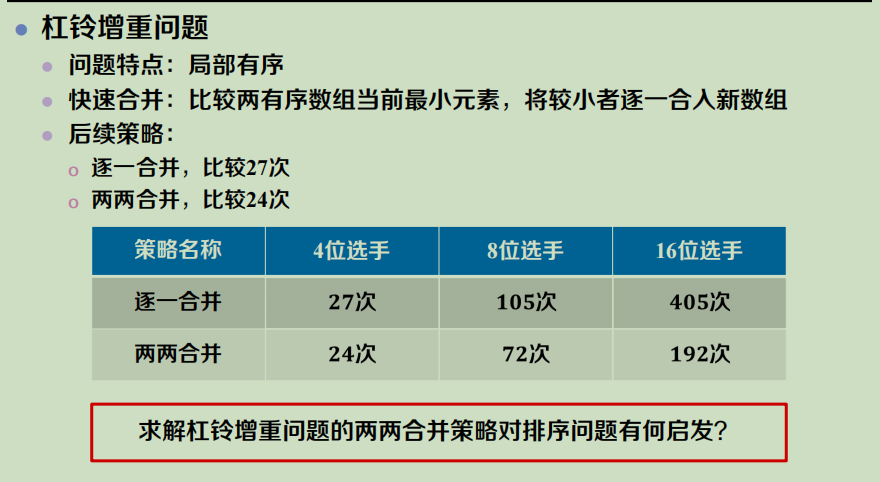 杠铃增重问题
问题特点：局部有序
快速合并：比较两有序数组当前最小元素，将较小者逐一合入新数组
后续策略：
逐一合并，比较27次
两两合并，比较24次
策略名称 4位选手 8位选手 16位选手
逐一合并 27次 105次 405次
两两合并 24次 72次 192次
求解杠铃增重问题的两两合并策略对排序问题有何启发？